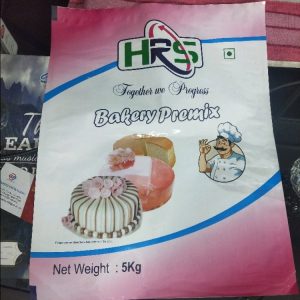 HRS
Together we Progress
Bakery Premix
Net Weight : 5Kg